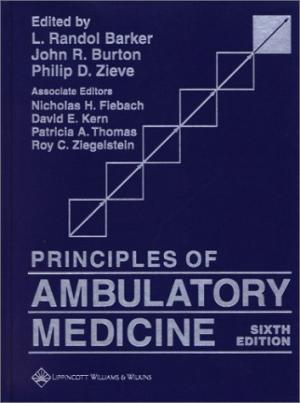 Edited by
L. Randol Barker
John R. Burton
Philip D. Zieve
Associate Editors
Nicholas H. Fiebach
David E. Kern
Patricia A. Thomas
Roy C. Ziegelstein
PRINCIPLES OF
AMBULATORY
MEDICINE
SIXTH
EDITION
LIPPINCOTT WILLIAMS & WILKINS